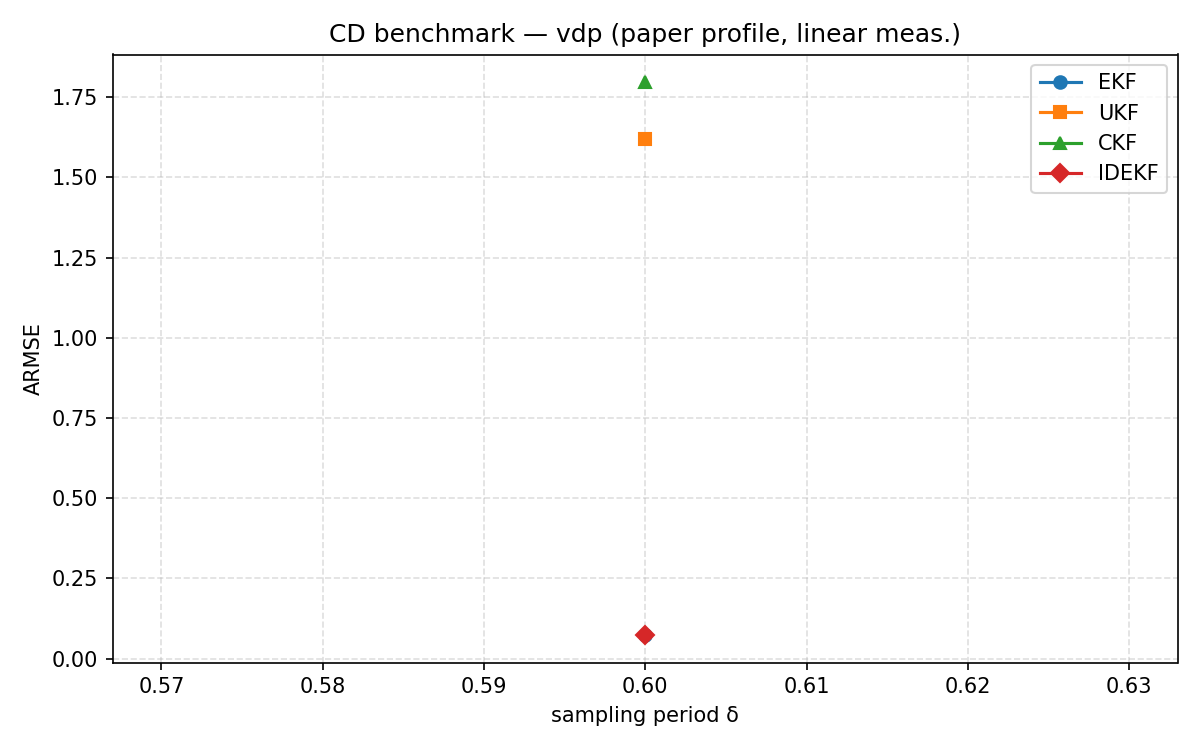 CD benchmark — vdp (paper profile, linear meas.)
EKF
UKF
CKF
IDEKF
ARMSE
1.75
1.50
1.25
1.00
0.75
0.50
0.25
0.00
0.57 0.58 0.59 0.60 0.61 0.62 0.63
sampling period δ